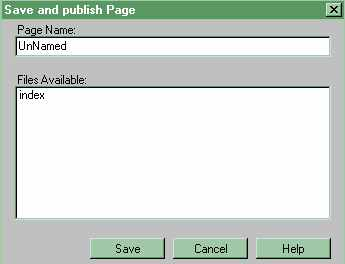 Save and publish Page
Page Name:
UnNamed
Files Available:
index
Save Cancel Help